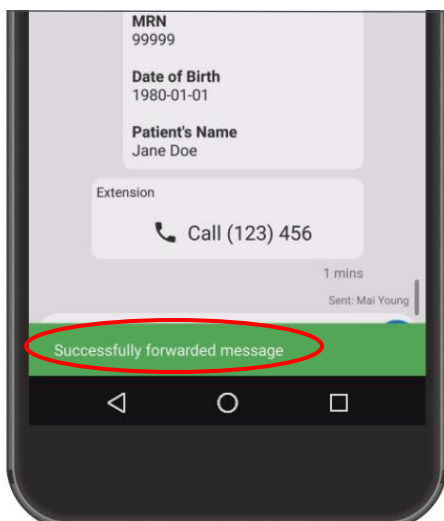 MRN
99999
Date of Birth
1980-01-01
Patient's Name
Jane Doe
Extension
Call (123) 456
1 mins
Sent: Mai Young
Successfully forwarded message